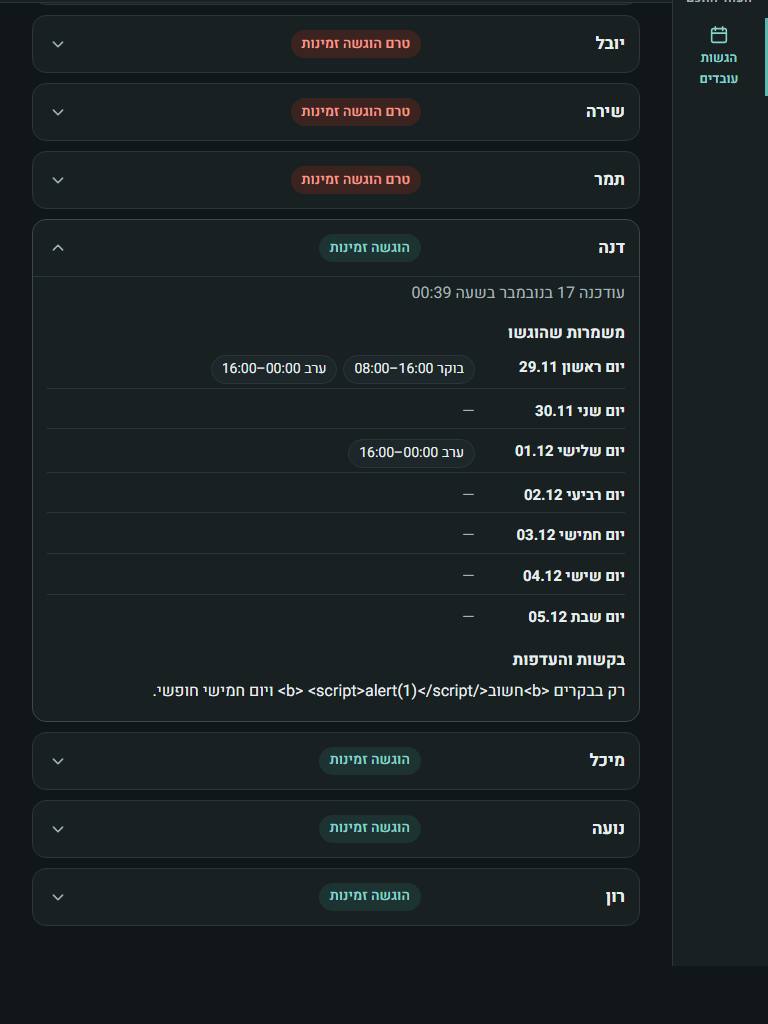 הגשות
עובדים
יובל טרם הוגשה זמינות
שירה טרם הוגשה זמינות
תמר טרם הוגשה זמינות
דנה הוגשה זמינות
עודכנה 17 בנובמבר בשעה 00:39
משמרות שהוגשו
יום ראשון 29.11 בוקר 08:00–16:00 ערב 16:00–00:00
יום שני 30.11 —
יום שלישי 01.12 ערב 16:00–00:00
יום רביעי 02.12 —
יום חמישי 03.12 —
יום שישי 04.12 —
יום שבת 05.12 —
בקשות והעדפות
רק בבקרים <b>חשוב</b> <script>alert(1)</script> ויום חמישי חופשי.
מיכל הוגשה זמינות
נועה הוגשה זמינות
רון הוגשה זמינות